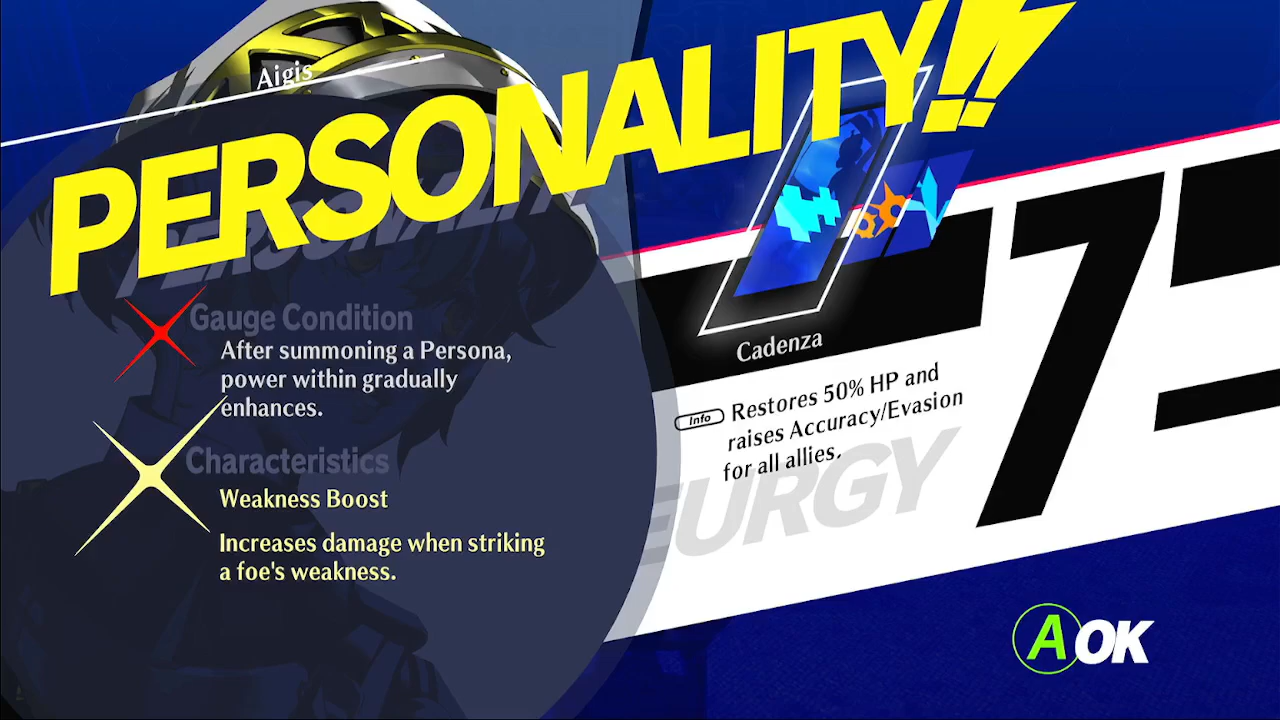 Aigis
PERSONALITY!!
Gauge Condition
After summoning a Persona,
power within gradually
enhances.
Characteristics
Weakness Boost
Increases damage when striking
a foe's weakness.
Cadenza
Info Restores 50% HP and
raises Accuracy/Evasion
for all allies.
EURGY
7
A OK